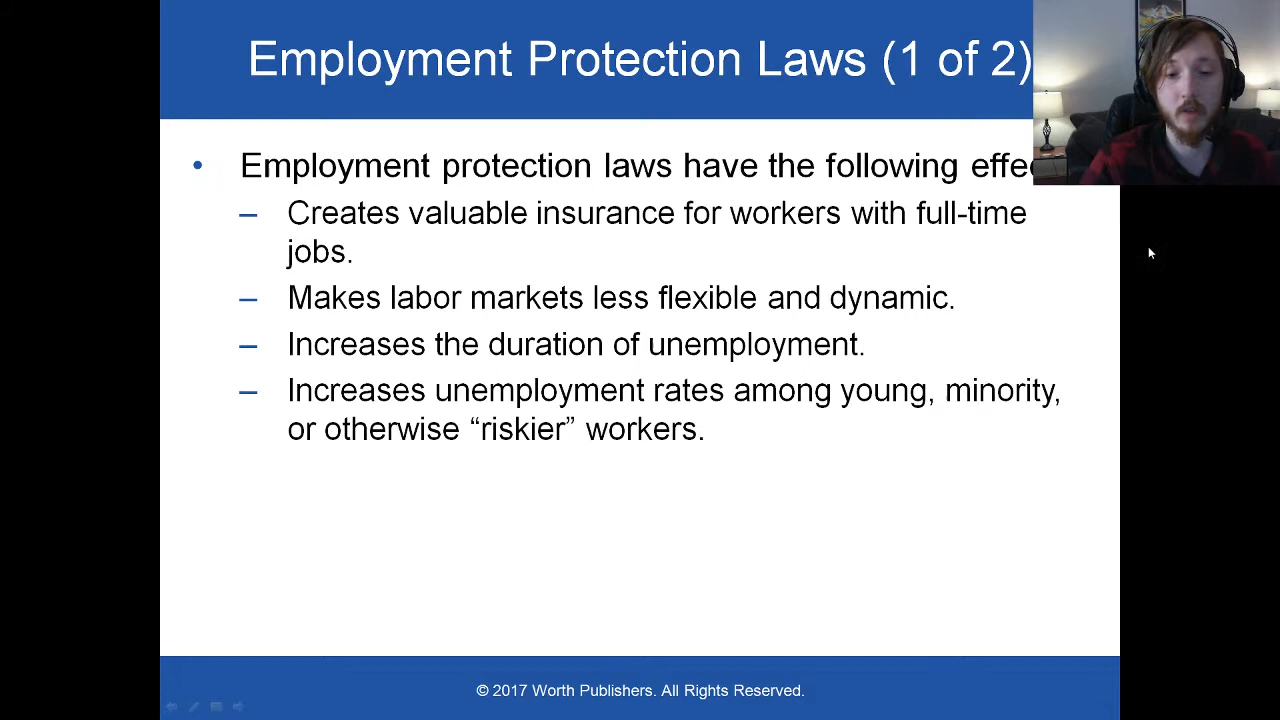 Employment Protection Laws (1 of 2)
• Employment protection laws have the following effe
– Creates valuable insurance for workers with full-time
jobs.
– Makes labor markets less flexible and dynamic.
– Increases the duration of unemployment.
– Increases unemployment rates among young, minority,
or otherwise “riskier” workers.
© 2017 Worth Publishers. All Rights Reserved.